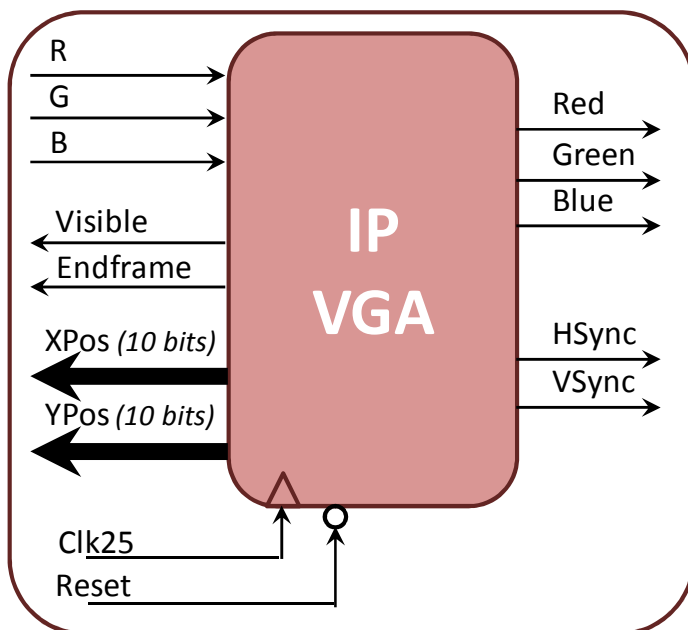 R
G
B
Visible
Endframe
XPos (10 bits)
YPos (10 bits)
Clk25
Reset
IP
VGA
Red
Green
Blue
HSync
VSync